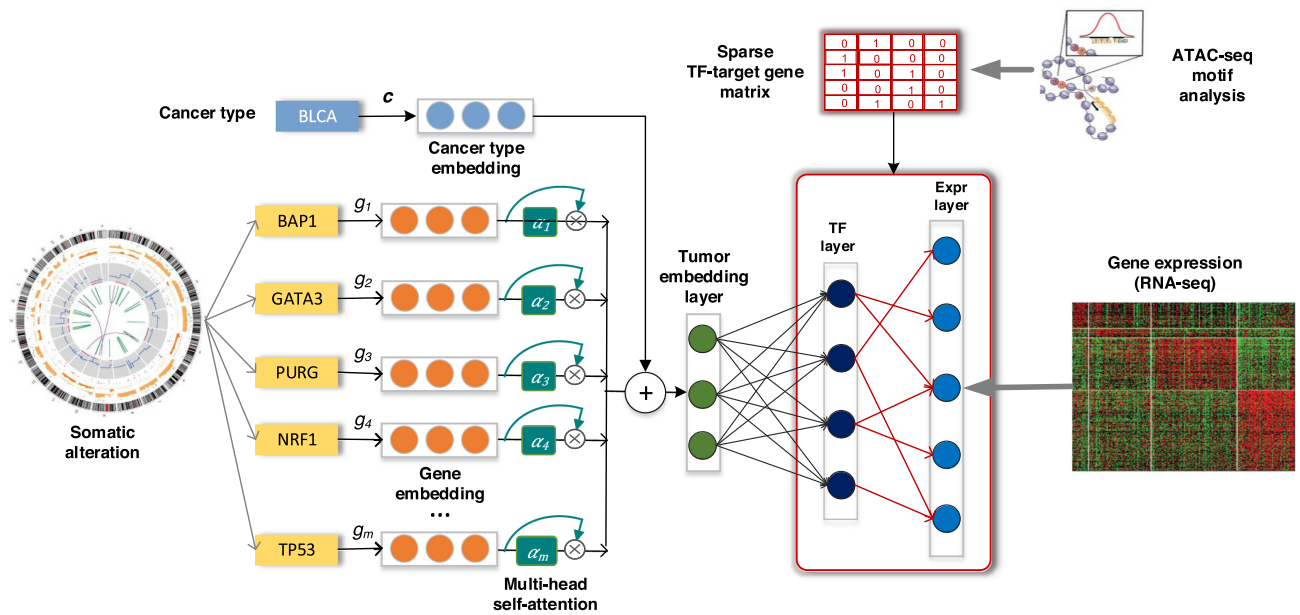 Sparse
TF-target gene
matrix
0 1 0 0
1 0 0 0
1 0 1 0
0 0 1 0
0 1 0 1
ATAC-seq
motif
analysis
Cancer type
BLCA
c
Cancer type
embedding
BAP1
g1
α1
GATA3
g2
α2
PURG
g3
α3
NRF1
g4
α4
Gene
embedding
...
TP53
gm
αm
Multi-head
self-attention
Somatic
alteration
+
Tumor
embedding
layer
TF
layer
Expr
layer
Gene expression
(RNA-seq)